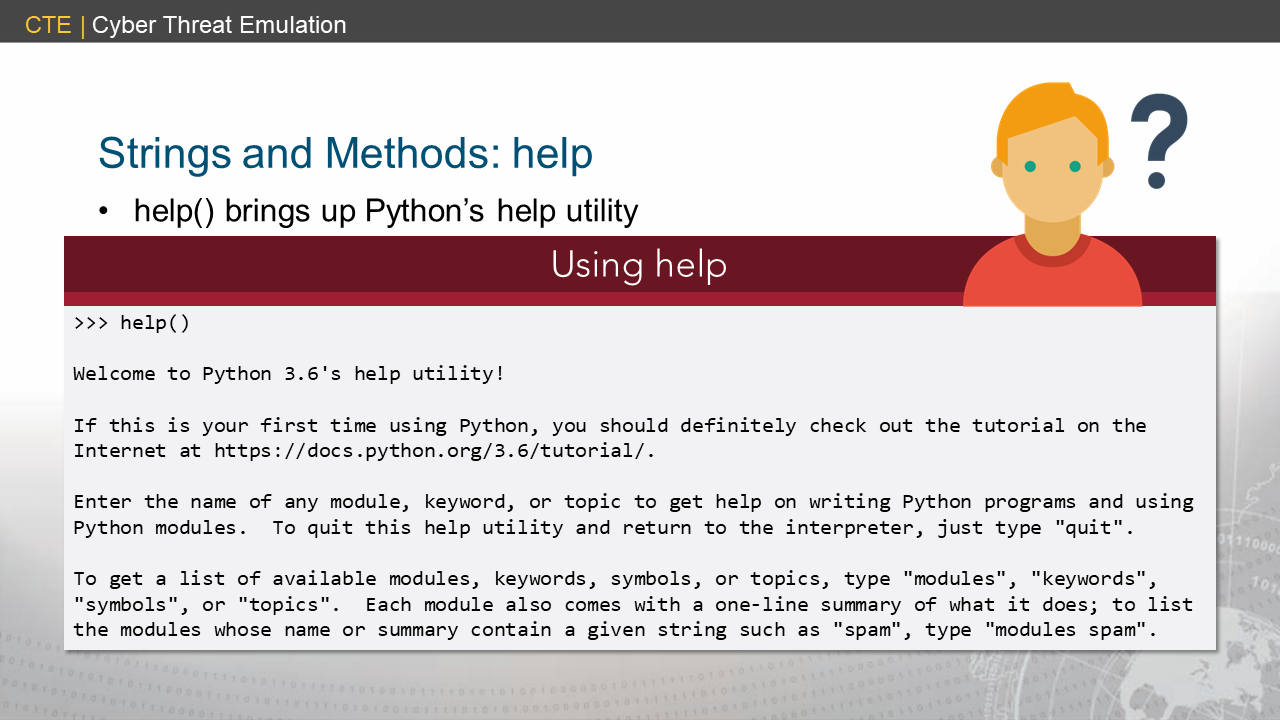 CTE | Cyber Threat Emulation
Strings and Methods: help
• help() brings up Python’s help utility
Using help
>>> help()
Welcome to Python 3.6's help utility!
If this is your first time using Python, you should definitely check out the tutorial on the
Internet at https://docs.python.org/3.6/tutorial/.
Enter the name of any module, keyword, or topic to get help on writing Python programs and using
Python modules.  To quit this help utility and return to the interpreter, just type "quit".
To get a list of available modules, keywords, symbols, or topics, type "modules", "keywords",
"symbols", or "topics".  Each module also comes with a one-line summary of what it does; to list
the modules whose name or summary contain a given string such as "spam", type "modules spam".